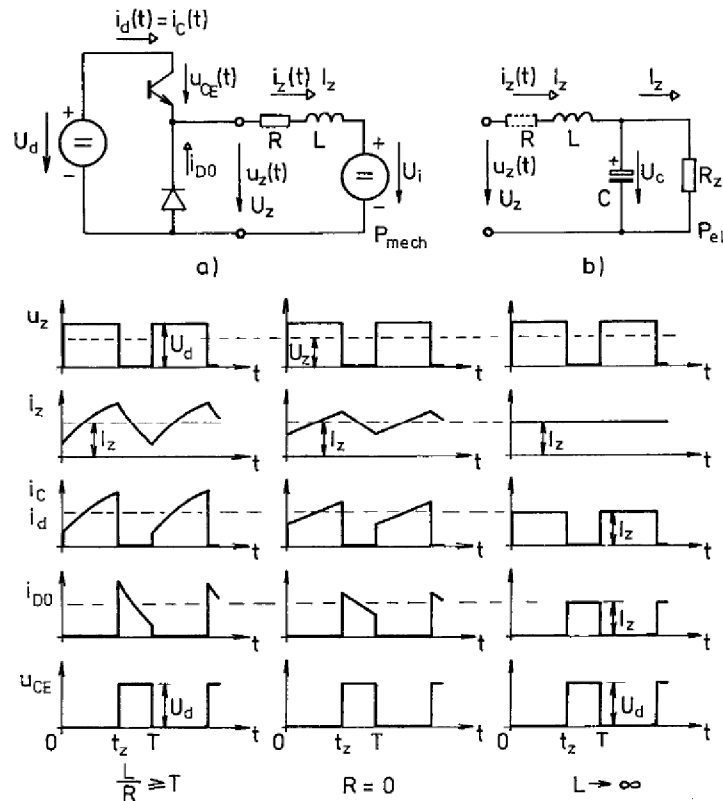 i_d(t) = i_C(t)
u_CE(t)
i_z(t) I_z
R L
U_d
+
=
-
i_D0
u_z(t)
U_z
+
=
-
U_i
P_mech
a)
i_z(t) I_z
I_z
R L
u_z(t)
U_z
+
C
U_c
R_z
P_el
b)
u_z
U_d
t
U_z
t
t
i_z
I_z
t
I_z
t
I_z
t
i_C
i_d
t
t
I_z
t
i_D0
t
t
I_z
t
u_CE
U_d
t
t
U_d
t
0 t_z T
0 t_z T
0 t_z T
L/R ≥ T
R = 0
L → ∞